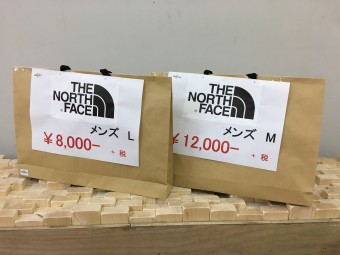 THE
NORTH
FACE
メンズ L
¥8,000-
+ 税
THE
NORTH
FACE
メンズ M
¥12,000-
+ 税